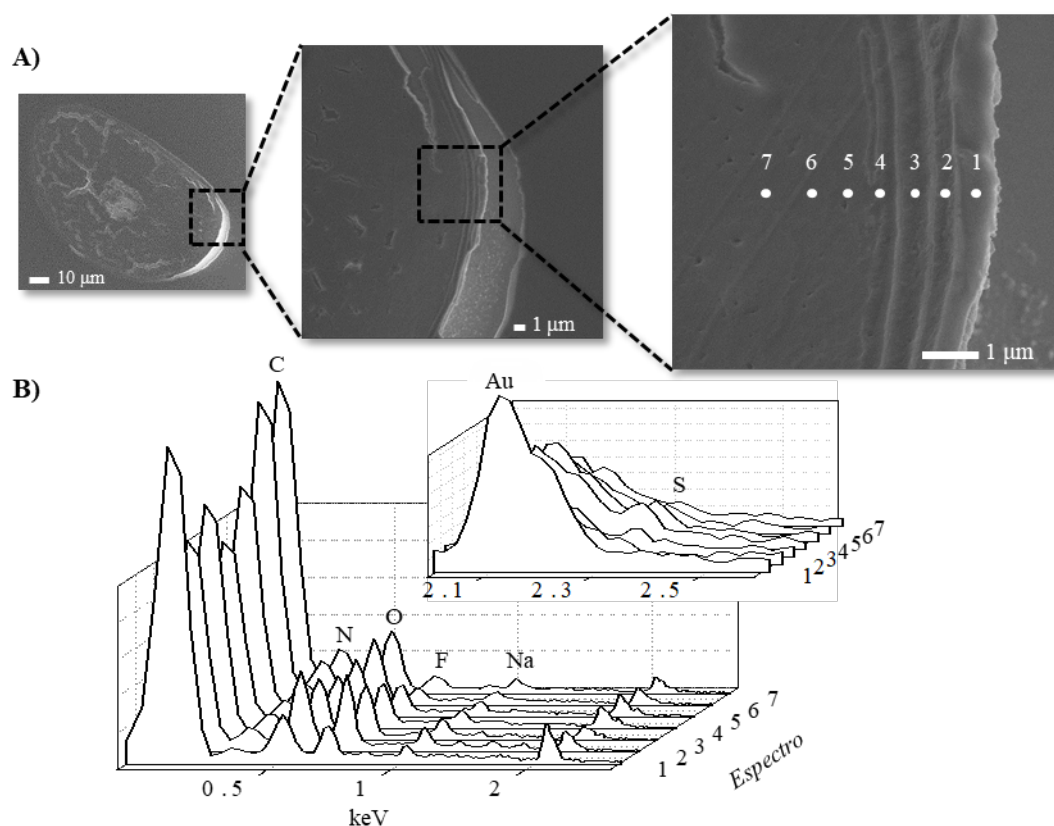 A)
10 μm
1 μm
7 6 5 4 3 2 1
1 μm
B)
C
N
O
F
Na
0.5 1 2
keV
1 2 3 4 5 6 7
Espectro
Au
S
2.1 2.3 2.5
1 2 3 4 5 6 7